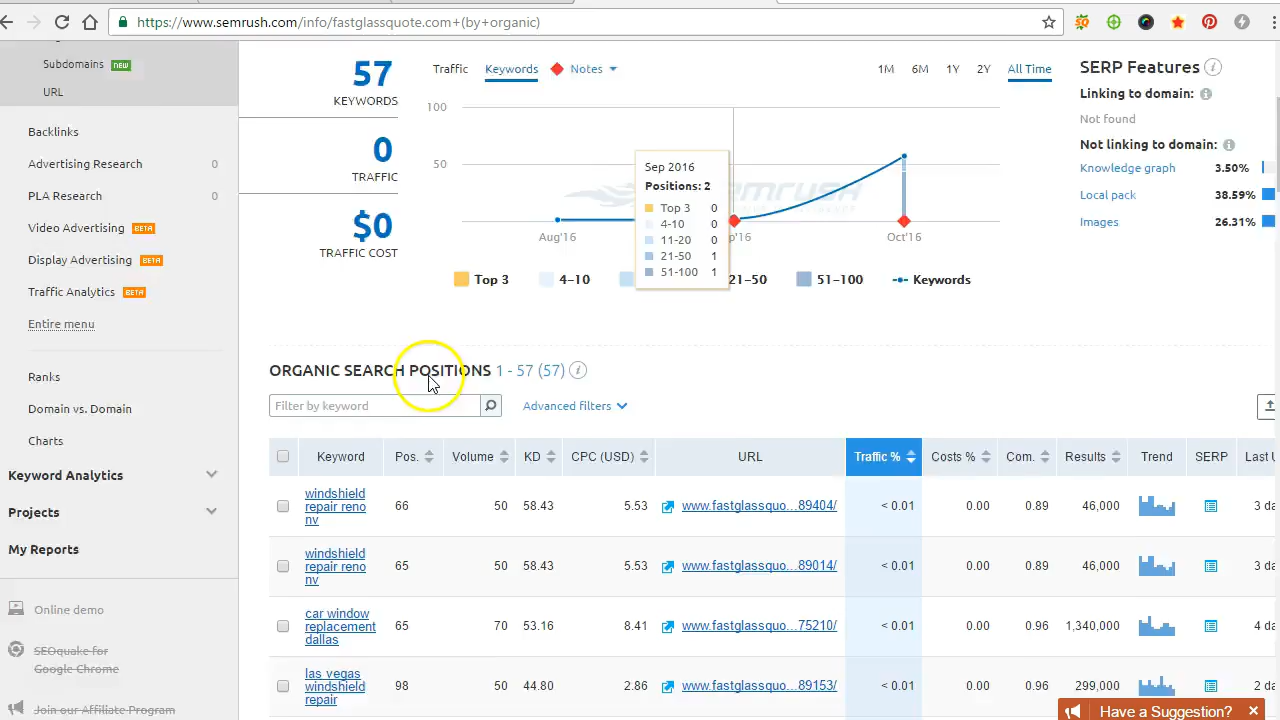 https://www.semrush.com/info/fastglassquote.com+(by+organic)
Subdomains NEW
URL
Backlinks
Advertising Research 0
PLA Research 0
Video Advertising BETA
Display Advertising BETA
Traffic Analytics BETA
Entire menu
Ranks
Domain vs. Domain
Charts
Keyword Analytics
Projects
My Reports
Online demo
SEOquake for
Google Chrome
Join our Affiliate Program
57
KEYWORDS
0
TRAFFIC
$0
TRAFFIC COST
Traffic Keywords Notes 1M 6M 1Y 2Y All Time
100
50
Sep 2016
Positions: 2
Top 3 0
4-10 0
11-20 0
21-50 1
51-100 1
Aug'16 p'16 Oct'16
Top 3 4-10 21-50 51-100 Keywords
SERP Features
Linking to domain:
Not found
Not linking to domain:
Knowledge graph 3.50%
Local pack 38.59%
Images 26.31%
ORGANIC SEARCH POSITIONS 1 - 57 (57)
Filter by keyword Advanced filters
Keyword Pos. Volume KD CPC (USD) URL Traffic % Costs % Com. Results Trend SERP Last U
windshield
repair reno
nv
66 50 58.43 5.53 www.fastglassquo...89404/ < 0.01 0.00 0.89 46,000 3 da
windshield
repair reno
nv
65 50 58.43 5.53 www.fastglassquo...89014/ < 0.01 0.00 0.89 46,000 3 da
car window
replacement
dallas
65 70 53.16 8.41 www.fastglassquo...75210/ < 0.01 0.00 0.96 1,340,000 4 da
las vegas
windshield
repair
98 50 44.80 2.86 www.fastglassquo...89153/ < 0.01 0.00 0.96 299,000 2 da
Have a Suggestion?